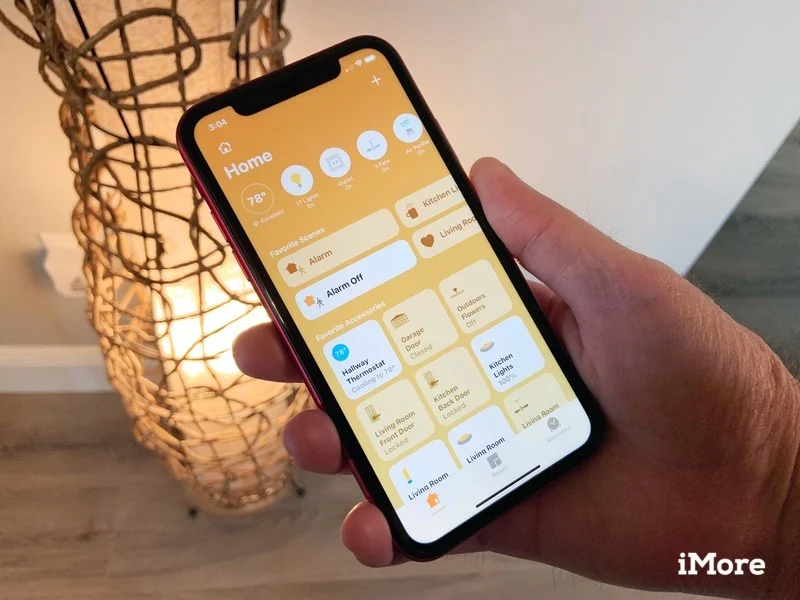 3:04
Home
78°
Excellent
17 Lights
On
Outlet
On
3 Fans
On
Air Purifier
On
Favorite Scenes
Alarm
Kitchen Li
Alarm Off
Living Roo
Favorite Accessories
78°
Hallway
Thermostat
Cooling to 78°
Garage
Door
Closed
Outdoors
Flowers
Off
Living Room
Front Door
Locked
Kitchen
Back Door
Locked
Kitchen
Lights
100%
Living Room
Living Room
Living Room
Home
Rooms
Automation
iMore